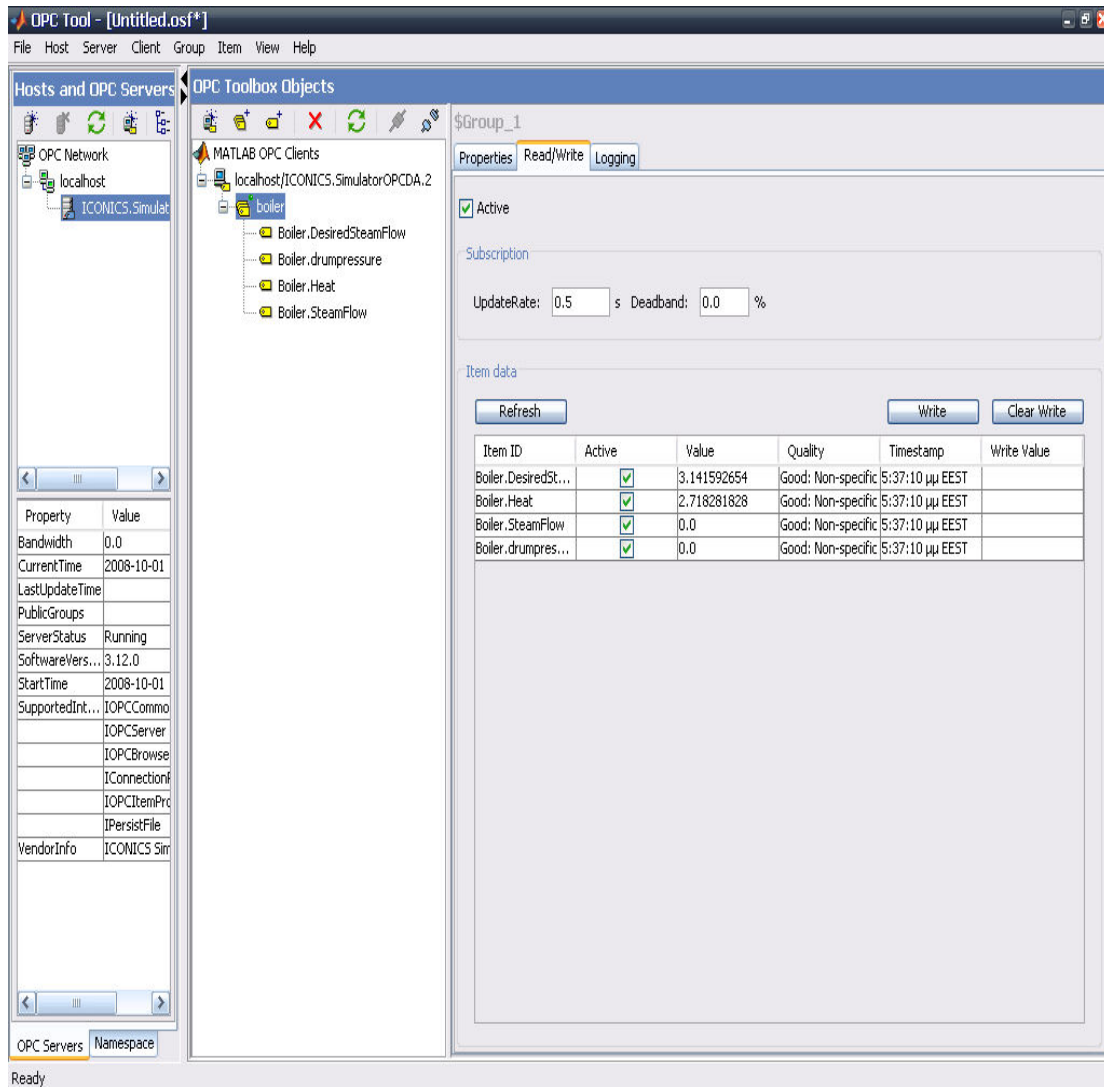 OPC Tool - [Untitled.osf*]
File Host Server Client Group Item View Help
Hosts and OPC Servers
OPC Network
localhost
ICONICS.Simulat
Property Value
Bandwidth 0.0
CurrentTime 2008-10-01
LastUpdateTime
PublicGroups
ServerStatus Running
SoftwareVers... 3.12.0
StartTime 2008-10-01
SupportedInt... IOPCCommo
IOPCServer
IOPCBrowse
IConnectionP
IOPCItemPro
IPersistFile
VendorInfo ICONICS Sim
OPC Servers Namespace
OPC Toolbox Objects
MATLAB OPC Clients
localhost/ICONICS.SimulatorOPCDA.2
boiler
Boiler.DesiredSteamFlow
Boiler.drumpressure
Boiler.Heat
Boiler.SteamFlow
$Group_1
Properties Read/Write Logging
Active
Subscription
UpdateRate: 0.5 s Deadband: 0.0 %
Item data
Refresh Write Clear Write
Item ID Active Value Quality Timestamp Write Value
Boiler.DesiredSt... 3.141592654 Good: Non-specific 5:37:10 μμ EEST
Boiler.Heat 2.718281828 Good: Non-specific 5:37:10 μμ EEST
Boiler.SteamFlow 0.0 Good: Non-specific 5:37:10 μμ EEST
Boiler.drumpres... 0.0 Good: Non-specific 5:37:10 μμ EEST
Ready